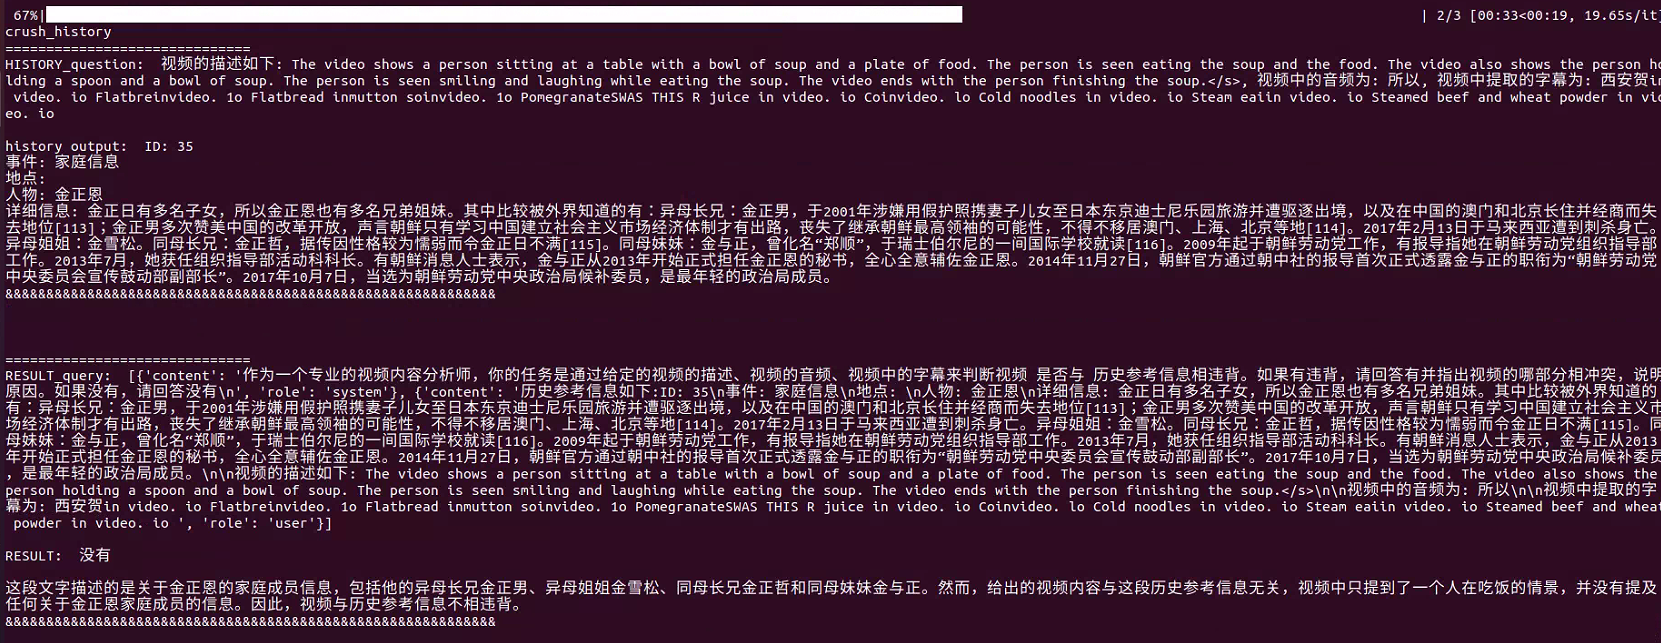 67%| | 2/3 [00:33<00:19, 19.65s/it]
crush_history
==============================
HISTORY_question:  视频的描述如下: The video shows a person sitting at a table with a bowl of soup and a plate of food. The person is seen eating the soup and the food. The video also shows the person ho
lding a spoon and a bowl of soup. The person is seen smiling and laughing while eating the soup. The video ends with the person finishing the soup.</s>, 视频中的音频为: 所以, 视频中提取的字幕为: 西安贺in
 video. io Flatbreinvideo. 1o Flatbread inmutton soinvideo. 1o PomegranateSWAS THIS R juice in video. io Coinvideo. lo Cold noodles in video. io Steam eaiin video. io Steamed beef and wheat powder in vid
eo. io
history output:  ID: 35
事件: 家庭信息
地点:
人物: 金正恩
详细信息: 金正日有多名子女，所以金正恩也有多名兄弟姐妹。其中比较被外界知道的有：异母长兄：金正男，于2001年涉嫌用假护照携妻子儿女至日本东京迪士尼乐园旅游并遭驱逐出境，以及在中国的澳门和北京长住并经商而失
去地位[113]；金正男多次赞美中国的改革开放，声言朝鲜只有学习中国建立社会主义市场经济体制才有出路，丧失了继承朝鲜最高领袖的可能性，不得不移居澳门、上海、北京等地[114]。2017年2月13日于马来西亚遭到刺杀身亡。
异母姐姐：金雪松。同母长兄：金正哲，据传因性格较为懦弱而令金正日不满[115]。同母妹妹：金与正，曾化名“郑顺”，于瑞士伯尔尼的一间国际学校就读[116]。2009年起于朝鲜劳动党工作，有报导指她在朝鲜劳动党组织指导部
工作。2013年7月，她获任组织指导部活动科科长。有朝鲜消息人士表示，金与正从2013年开始正式担任金正恩的秘书，全心全意辅佐金正恩。2014年11月27日，朝鲜官方通过朝中社的报导首次正式透露金与正的职衔为“朝鲜劳动党
中央委员会宣传鼓动部副部长”。2017年10月7日，当选为朝鲜劳动党中央政治局候补委员，是最年轻的政治局成员。
&&&&&&&&&&&&&&&&&&&&&&&&&&&&&&&&&&&&&&&&&&&&&&&&&&&&&&&&&&&&
==============================
RESULT_query:  [{'content': '作为一个专业的视频内容分析师，你的任务是通过给定的视频的描述、视频的音频、视频中的字幕来判断视频 是否与 历史参考信息相违背。如果有违背，请回答有并指出视频的哪部分相冲突，说明
原因。如果没有，请回答没有\n', 'role': 'system'}, {'content': '历史参考信息如下:ID: 35\n事件: 家庭信息\n地点: \n人物: 金正恩\n详细信息: 金正日有多名子女，所以金正恩也有多名兄弟姐妹。其中比较被外界知道的
有：异母长兄：金正男，于2001年涉嫌用假护照携妻子儿女至日本东京迪士尼乐园旅游并遭驱逐出境，以及在中国的澳门和北京长住并经商而失去地位[113]；金正男多次赞美中国的改革开放，声言朝鲜只有学习中国建立社会主义市
场经济体制才有出路，丧失了继承朝鲜最高领袖的可能性，不得不移居澳门、上海、北京等地[114]。2017年2月13日于马来西亚遭到刺杀身亡。异母姐姐：金雪松。同母长兄：金正哲，据传因性格较为懦弱而令金正日不满[115]。同
母妹妹：金与正，曾化名“郑顺”，于瑞士伯尔尼的一间国际学校就读[116]。2009年起于朝鲜劳动党工作，有报导指她在朝鲜劳动党组织指导部工作。2013年7月，她获任组织指导部活动科科长。有朝鲜消息人士表示，金与正从2013
年开始正式担任金正恩的秘书，全心全意辅佐金正恩。2014年11月27日，朝鲜官方通过朝中社的报导首次正式透露金与正的职衔为“朝鲜劳动党中央委员会宣传鼓动部副部长”。2017年10月7日，当选为朝鲜劳动党中央政治局候补委员
，是最年轻的政治局成员。\n\n视频的描述如下: The video shows a person sitting at a table with a bowl of soup and a plate of food. The person is seen eating the soup and the food. The video also shows the
person holding a spoon and a bowl of soup. The person is seen smiling and laughing while eating the soup. The video ends with the person finishing the soup.</s>\n\n视频中的音频为: 所以\n\n视频中提取的字
幕为: 西安贺in video. io Flatbreinvideo. 1o Flatbread inmutton soinvideo. 1o PomegranateSWAS THIS R juice in video. io Coinvideo. lo Cold noodles in video. io Steam eaiin video. io Steamed beef and wheat
 powder in video. io ', 'role': 'user'}]
RESULT:  没有
这段文字描述的是关于金正恩的家庭成员信息，包括他的异母长兄金正男、异母姐姐金雪松、同母长兄金正哲和同母妹妹金与正。然而，给出的视频内容与这段历史参考信息无关，视频中只提到了一个人在吃饭的情景，并没有提及
任何关于金正恩家庭成员的信息。因此，视频与历史参考信息不相违背。
&&&&&&&&&&&&&&&&&&&&&&&&&&&&&&&&&&&&&&&&&&&&&&&&&&&&&&&&&&&&